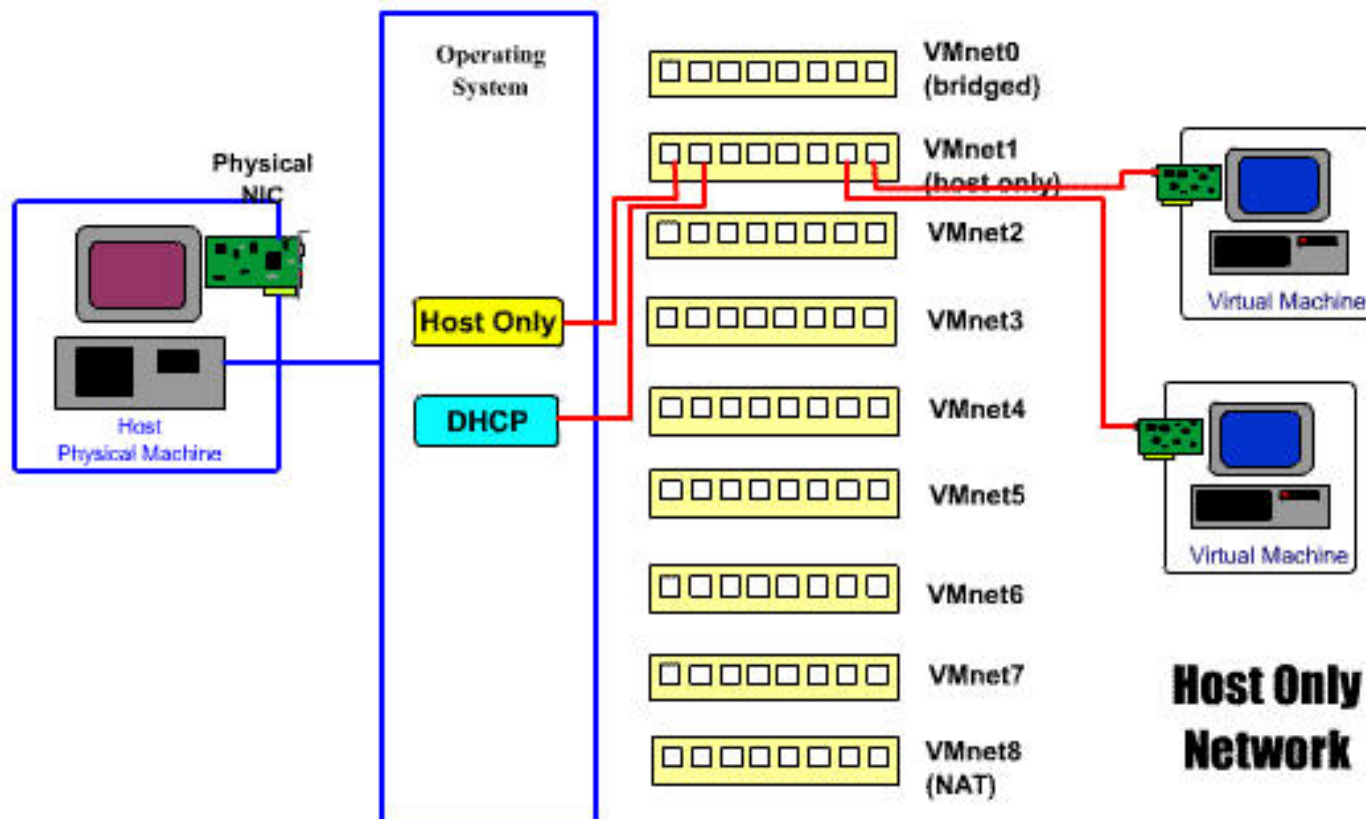 Operating
System
Physical
NIC
Host
Physical Machine
Host Only
DHCP
VMnet0
(bridged)
VMnet1
(host only)
VMnet2
VMnet3
VMnet4
VMnet5
VMnet6
VMnet7
VMnet8
(NAT)
Virtual Machine
Virtual Machine
Host Only
Network